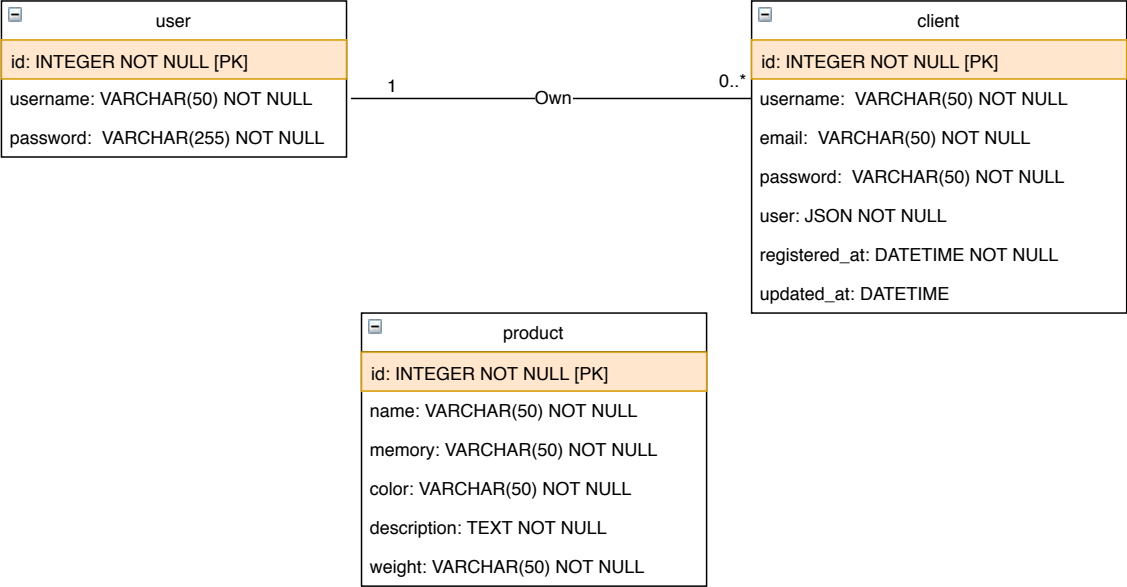 user
id: INTEGER NOT NULL [PK]
username: VARCHAR(50) NOT NULL
password:  VARCHAR(255) NOT NULL
1
Own
0..*
client
id: INTEGER NOT NULL [PK]
username:  VARCHAR(50) NOT NULL
email:  VARCHAR(50) NOT NULL
password:  VARCHAR(50) NOT NULL
user: JSON NOT NULL
registered_at: DATETIME NOT NULL
updated_at: DATETIME
product
id: INTEGER NOT NULL [PK]
name: VARCHAR(50) NOT NULL
memory: VARCHAR(50) NOT NULL
color: VARCHAR(50) NOT NULL
description: TEXT NOT NULL
weight: VARCHAR(50) NOT NULL